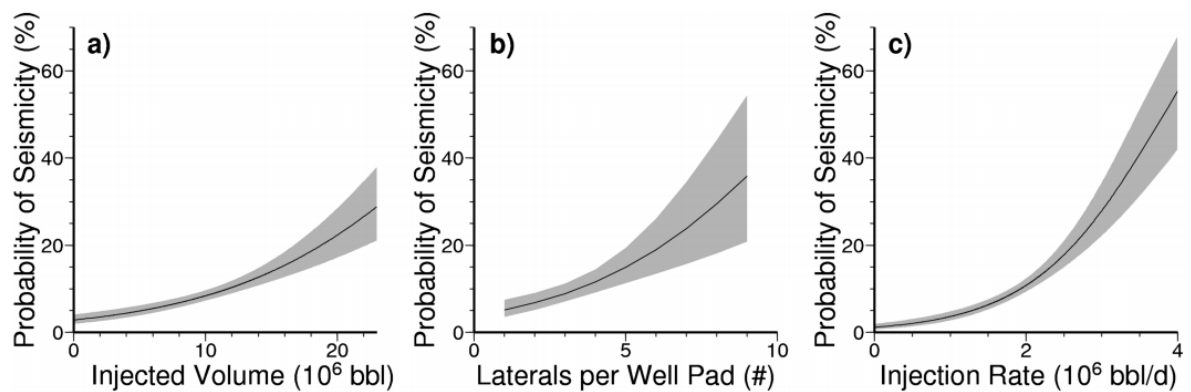 a)
Probability of Seismicity (%)
60
40
20
0
0 10 20
Injected Volume (10⁶ bbl)
b)
Probability of Seismicity (%)
60
40
20
0
0 5 10
Laterals per Well Pad (#)
c)
Probability of Seismicity (%)
60
40
20
0
0 2 4
Injection Rate (10⁶ bbl/d)